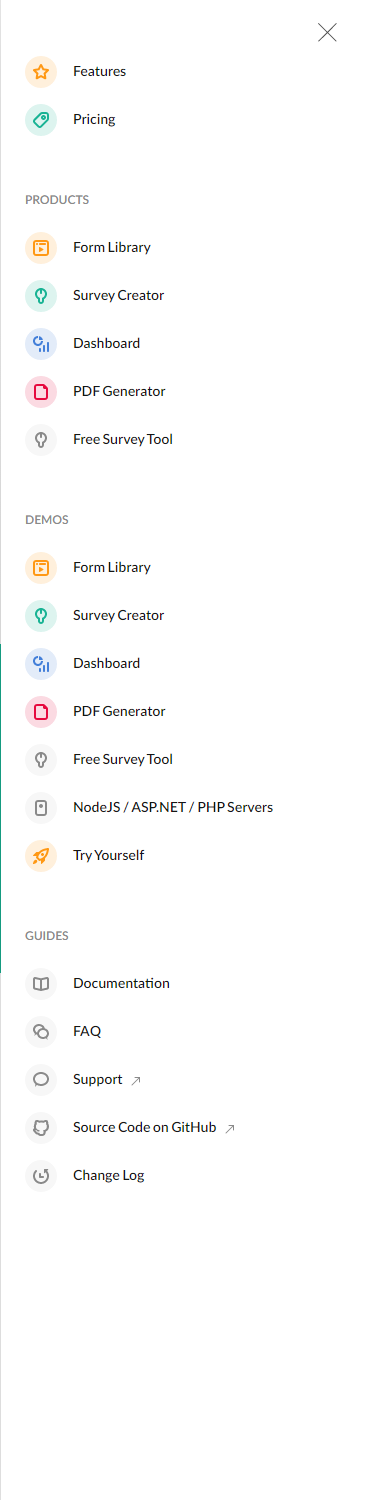 Features
Pricing
PRODUCTS
Form Library
Survey Creator
Dashboard
PDF Generator
Free Survey Tool
DEMOS
Form Library
Survey Creator
Dashboard
PDF Generator
Free Survey Tool
NodeJS / ASP.NET / PHP Servers
Try Yourself
GUIDES
Documentation
FAQ
Support
Source Code on GitHub
Change Log